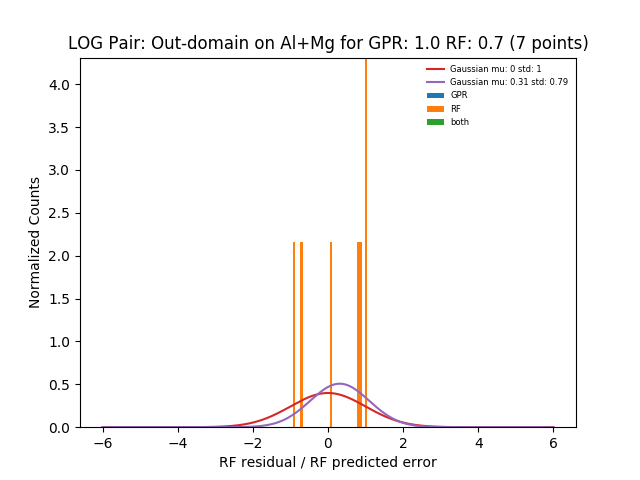 LOG Pair: Out-domain on Al+Mg for GPR: 1.0 RF: 0.7 (7 points)
Gaussian mu: 0 std: 1
Gaussian mu: 0.31 std: 0.79
GPR
RF
both
4.0
3.5
3.0
2.5
2.0
1.5
1.0
0.5
0.0
Normalized Counts
−6 −4 −2 0 2 4 6
RF residual / RF predicted error